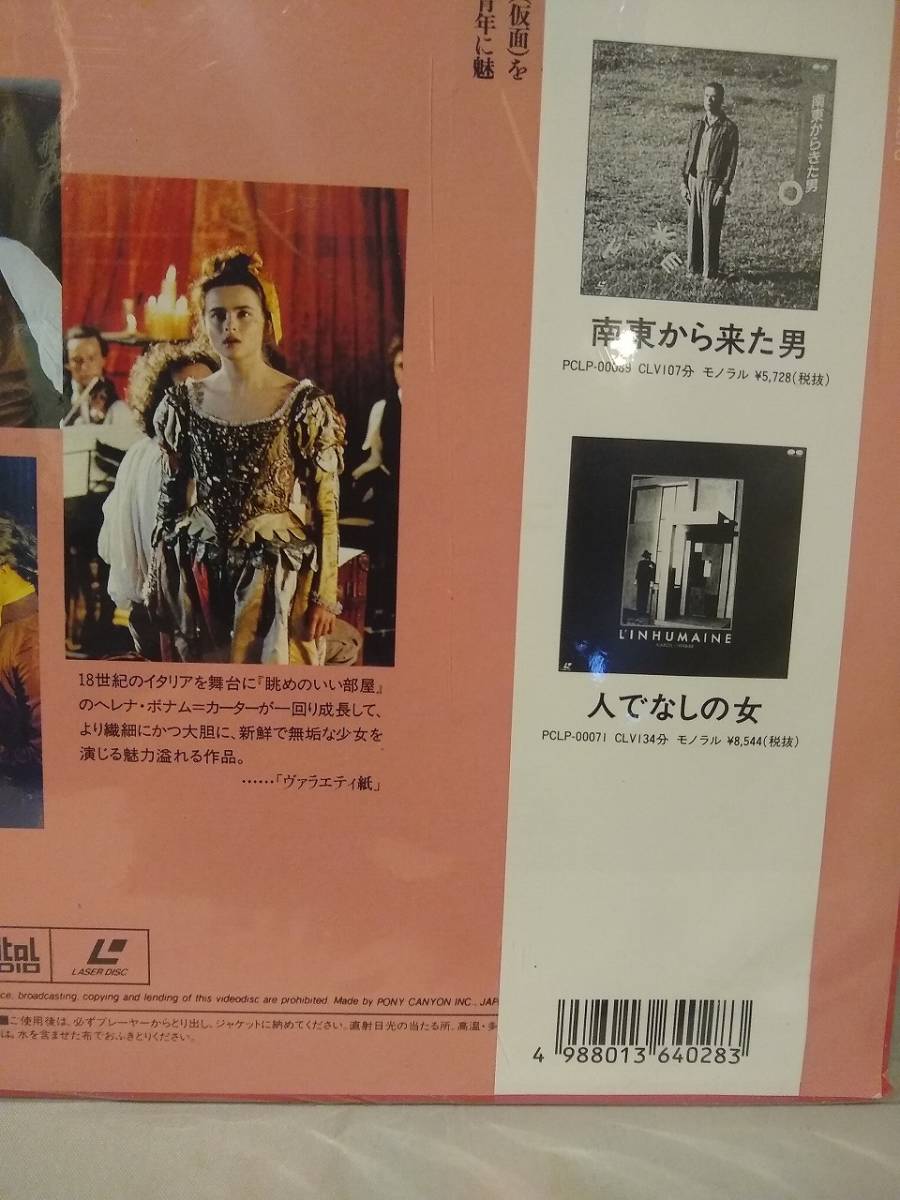 (仮面)を
青年に魅
南東からきた男
南東から来た男
PCLP-00089 CLV107分 モノラル ¥5,728(税抜)
L'INHUMAINE
人でなしの女
PCLP-00071 CLV134分 モノラル ¥8,544(税抜)
18世紀のイタリアを舞台に『眺めのいい部屋』
のヘレナ・ボナム=カーターが一回り成長して、
より繊細にかつ大胆に、新鮮で無垢な少女を
演じる魅力溢れる作品。
……「ヴァラエティ紙」
ital
DIO
LASER DISC
ce, broadcasting, copying and lending of this videodisc are prohibited. Made by PONY CANYON INC., JAP
■ご使用後は、必ずプレーヤーからとり出し、ジャケットに納めてください。直射日光の当たる所、高温・多
は、水を含ませた布でおふきとりください。
4 988013 640283